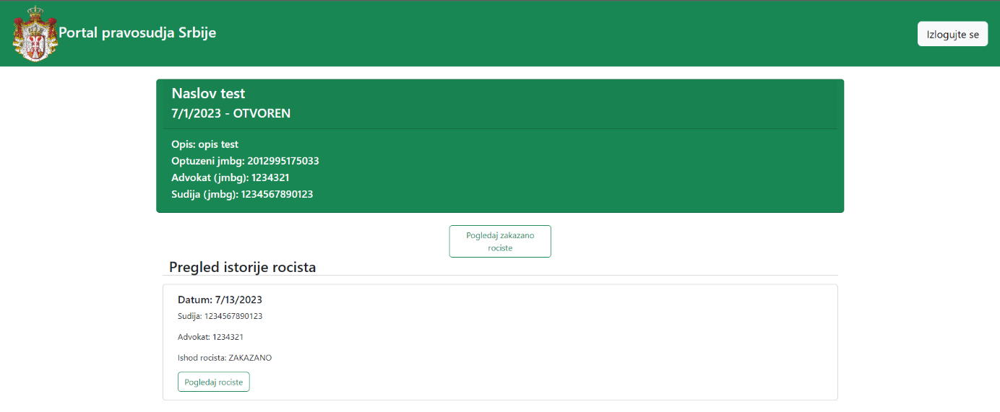 Portal pravosudja Srbije
Izlogujte se
Naslov test
7/1/2023 - OTVOREN
Opis: opis test
Optuzeni jmbg: 2012995175033
Advokat (jmbg): 1234321
Sudija (jmbg): 1234567890123
Pogledaj zakazano
rociste
Pregled istorije rocista
Datum: 7/13/2023
Sudija: 1234567890123
Advokat: 1234321
Ishod rocista: ZAKAZANO
Pogledaj rociste